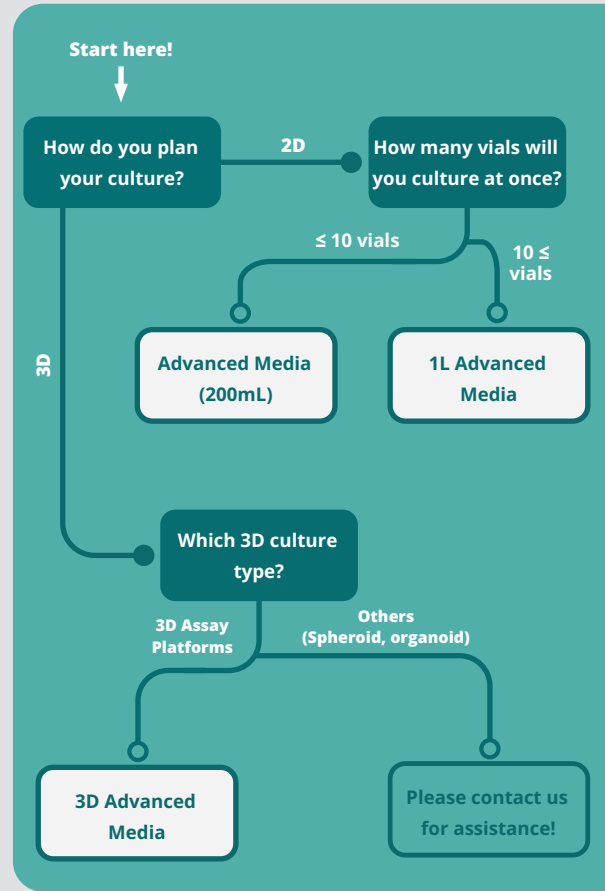 Start here!
How do you plan
your culture?
2D
How many vials will
you culture at once?
≤ 10 vials
10 ≤
vials
Advanced Media
(200mL)
1L Advanced
Media
3D
Which 3D culture
type?
3D Assay
Platforms
Others
(Spheroid, organoid)
3D Advanced
Media
Please contact us
for assistance!